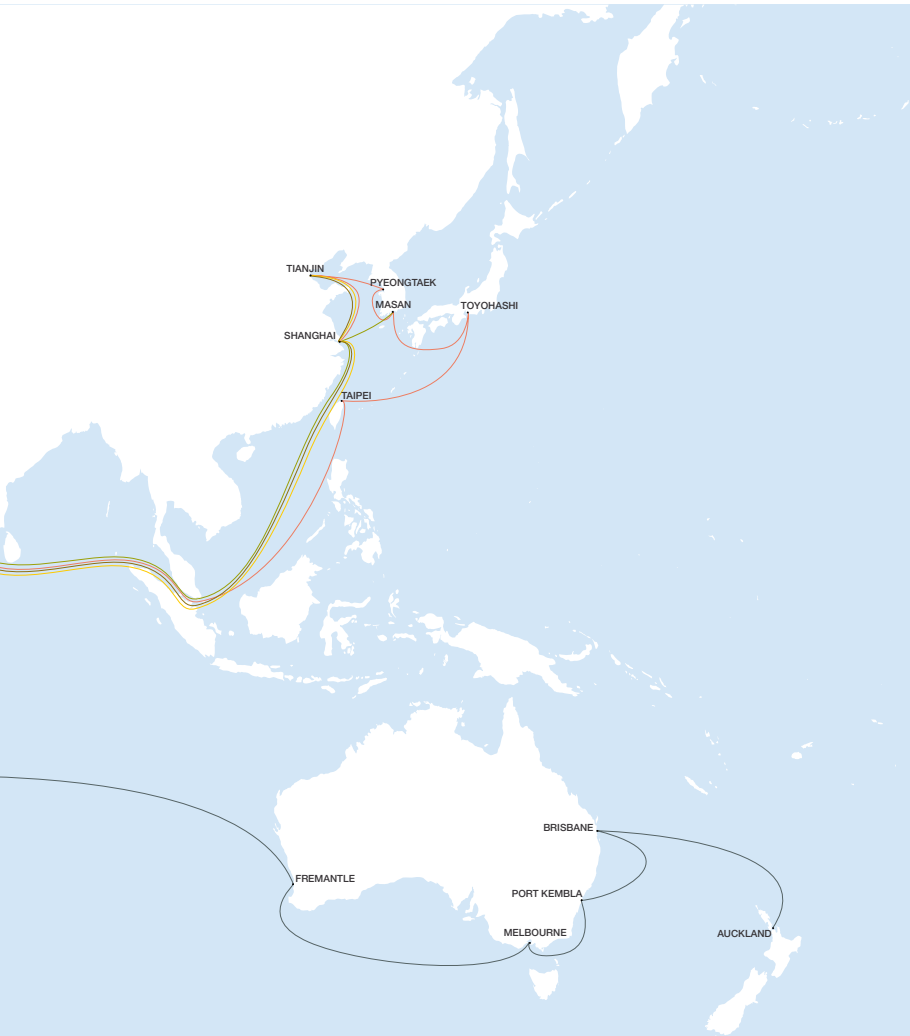 TIANJIN
PYEONGTAEK
MASAN
TOYOHASHI
SHANGHAI
TAIPEI
BRISBANE
FREMANTLE
PORT KEMBLA
MELBOURNE
AUCKLAND